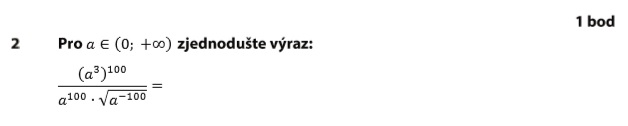 1 bod
2 Pro a ∈ (0; +∞) zjednodušte výraz:
(a³)¹⁰⁰
a¹⁰⁰ · √a⁻¹⁰⁰ =